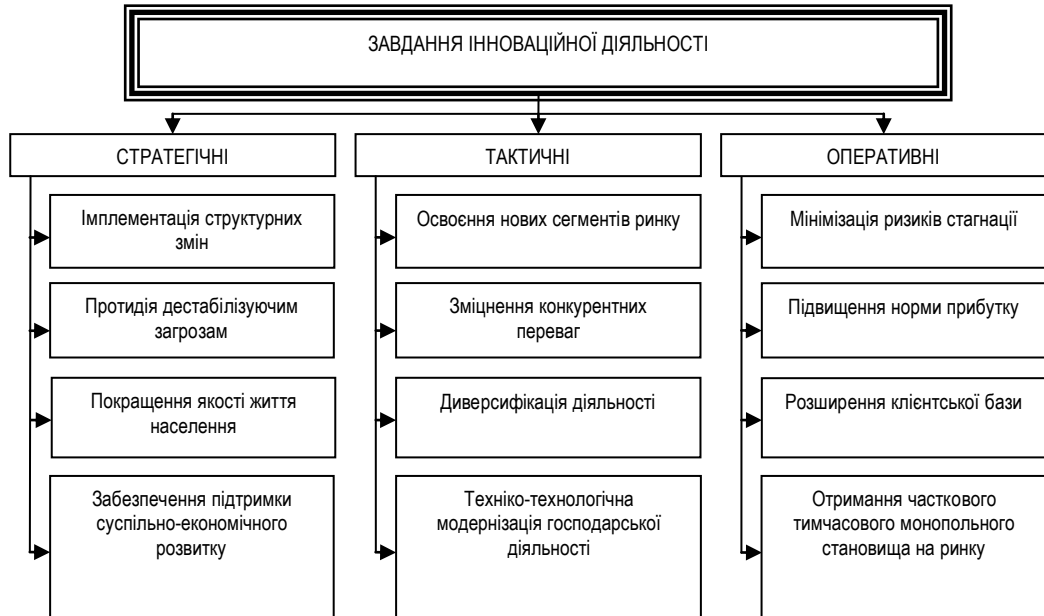 ЗАВДАННЯ ІННОВАЦІЙНОЇ ДІЯЛЬНОСТІ
СТРАТЕГІЧНІ
Імплементація структурних
змін
Протидія дестабілізуючим
загрозам
Покращення якості життя
населення
Забезпечення підтримки
суспільно-економічного
розвитку
ТАКТИЧНІ
Освоєння нових сегментів ринку
Зміцнення конкурентних
переваг
Диверсифікація діяльності
Техніко-технологічна
модернізація господарської
діяльності
ОПЕРАТИВНІ
Мінімізація ризиків стагнації
Підвищення норми прибутку
Розширення клієнтської бази
Отримання часткового
тимчасового монопольного
становища на ринку